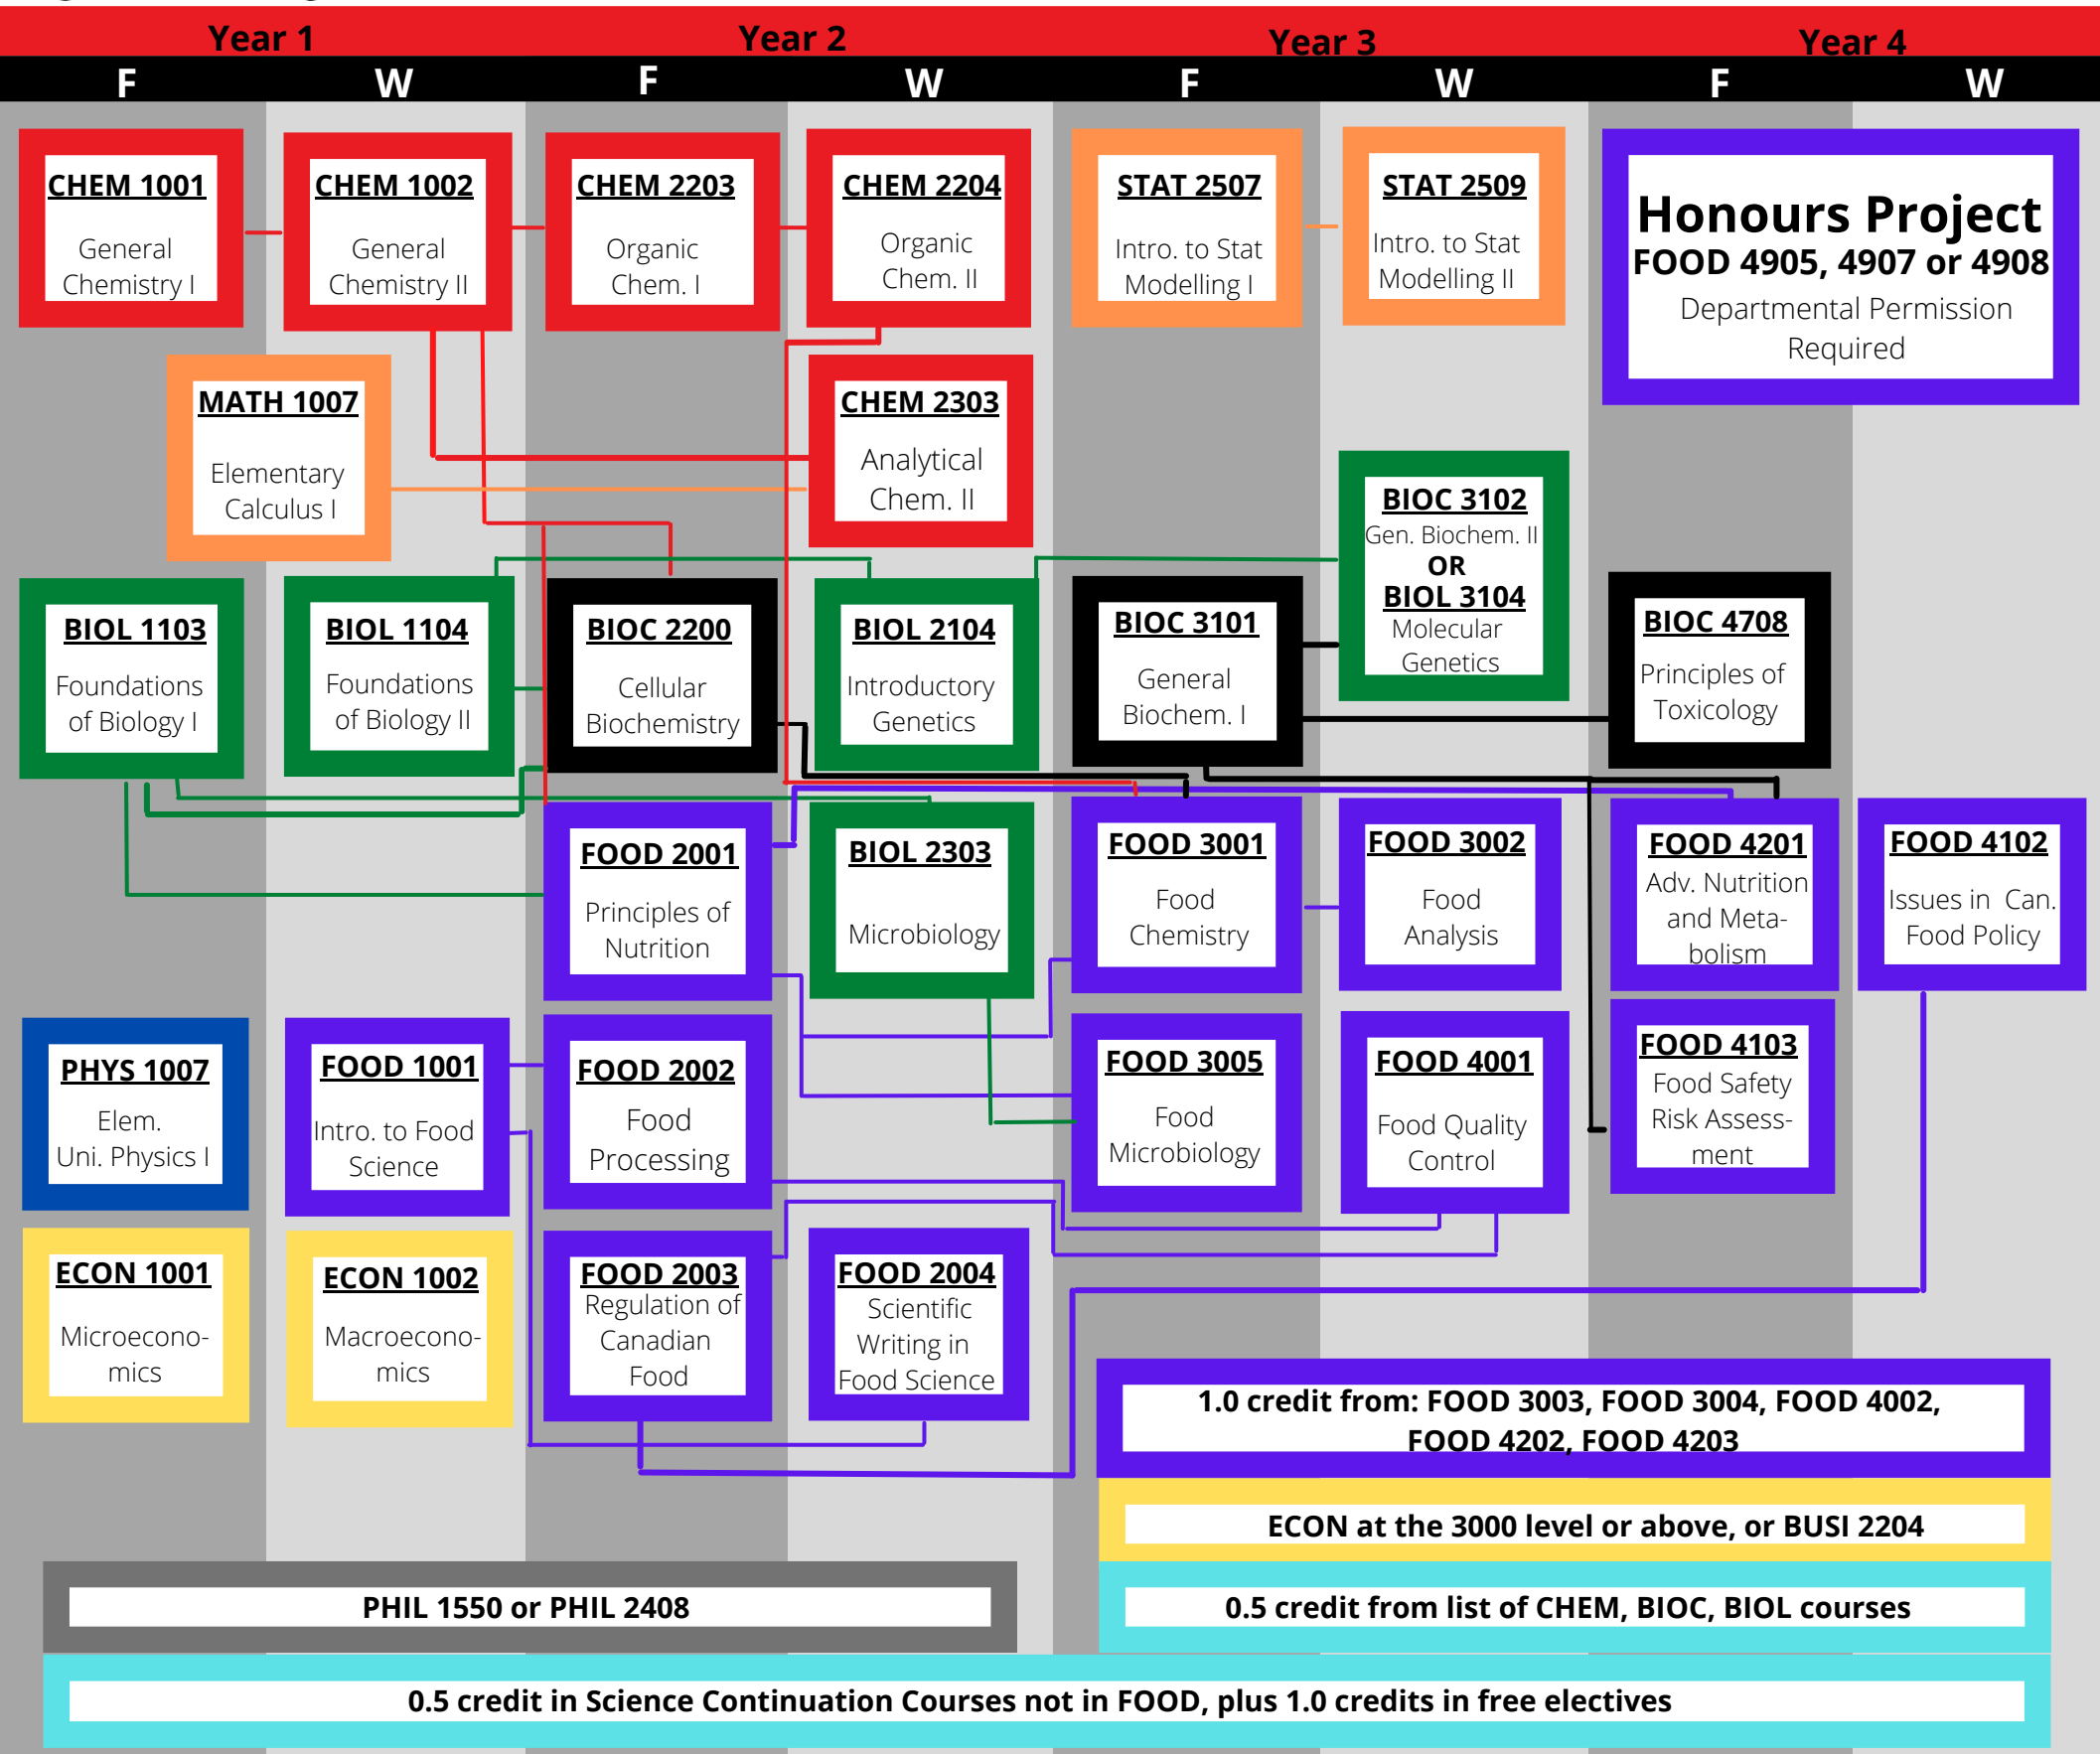 Year 1
Year 2
Year 3
Year 4
F
W
F
W
F
W
F
W
CHEM 1001
General
Chemistry I
CHEM 1002
General
Chemistry II
CHEM 2203
Organic
Chem. I
CHEM 2204
Organic
Chem. II
STAT 2507
Intro. to Stat
Modelling I
STAT 2509
Intro. to Stat
Modelling II
Honours Project
FOOD 4905, 4907 or 4908
Departmental Permission
Required
MATH 1007
Elementary
Calculus I
CHEM 2303
Analytical
Chem. II
BIOC 3102
Gen. Biochem. II
OR
BIOL 3104
Molecular
Genetics
BIOL 1103
Foundations
of Biology I
BIOL 1104
Foundations
of Biology II
BIOC 2200
Cellular
Biochemistry
BIOL 2104
Introductory
Genetics
BIOC 3101
General
Biochem. I
BIOC 4708
Principles of
Toxicology
FOOD 2001
Principles of
Nutrition
BIOL 2303
Microbiology
FOOD 3001
Food
Chemistry
FOOD 3002
Food
Analysis
FOOD 4201
Adv. Nutrition
and Meta-
bolism
FOOD 4102
Issues in Can.
Food Policy
PHYS 1007
Elem.
Uni. Physics I
FOOD 1001
Intro. to Food
Science
FOOD 2002
Food
Processing
FOOD 3005
Food
Microbiology
FOOD 4001
Food Quality
Control
FOOD 4103
Food Safety
Risk Assess-
ment
ECON 1001
Microecono-
mics
ECON 1002
Macroecono-
mics
FOOD 2003
Regulation of
Canadian
Food
FOOD 2004
Scientific
Writing in
Food Science
1.0 credit from: FOOD 3003, FOOD 3004, FOOD 4002,
FOOD 4202, FOOD 4203
ECON at the 3000 level or above, or BUSI 2204
PHIL 1550 or PHIL 2408
0.5 credit from list of CHEM, BIOC, BIOL courses
0.5 credit in Science Continuation Courses not in FOOD, plus 1.0 credits in free electives